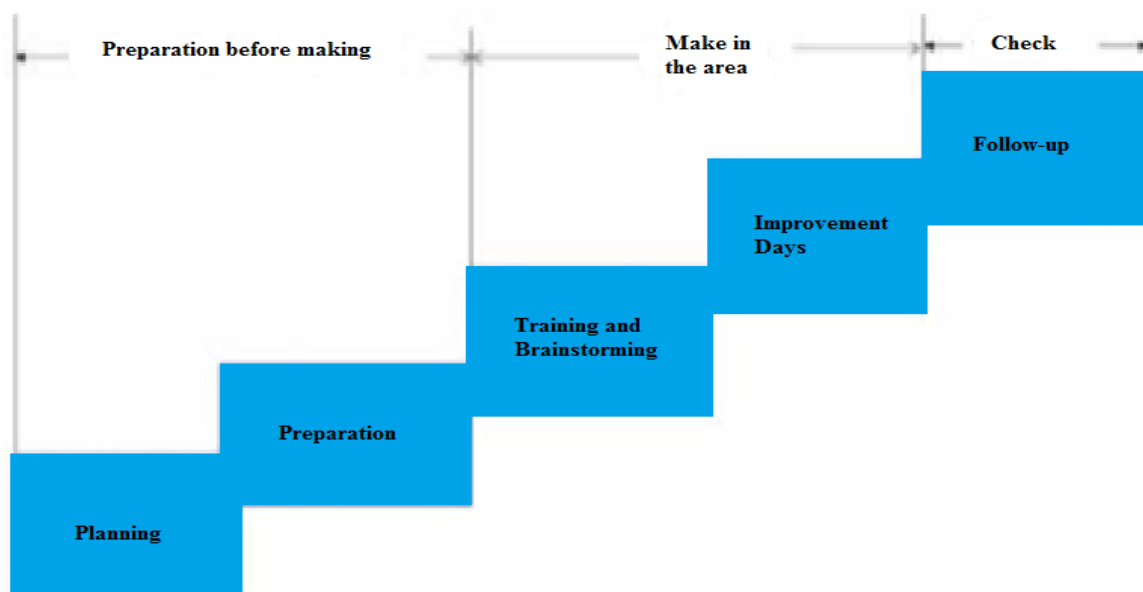 Preparation before making
Make in
the area
Check
Follow-up
Improvement
Days
Training and
Brainstorming
Preparation
Planning